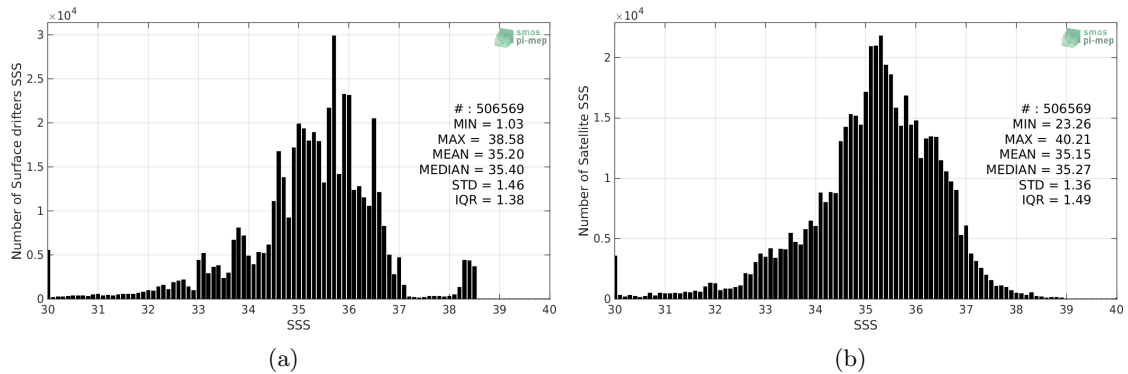 ×10⁴
3
2.5
2
1.5
1
0.5
0
Number of Surface drifters SSS
smos
pi-mep
# : 506569
MIN = 1.03
MAX = 38.58
MEAN = 35.20
MEDIAN = 35.40
STD = 1.46
IQR = 1.38
30 31 32 33 34 35 36 37 38 39 40
SSS
(a)
×10⁴
2
1.5
1
0.5
0
Number of Satellite SSS
smos
pi-mep
# : 506569
MIN = 23.26
MAX = 40.21
MEAN = 35.15
MEDIAN = 35.27
STD = 1.36
IQR = 1.49
30 31 32 33 34 35 36 37 38 39 40
SSS
(b)